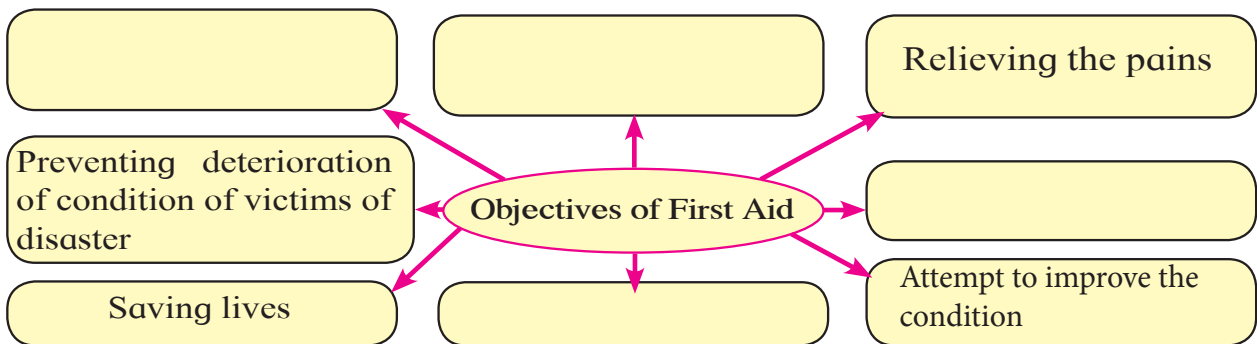 Relieving the pains
Preventing deterioration
of condition of victims of
disaster
Objectives of First Aid
Saving lives
Attempt to improve the
condition